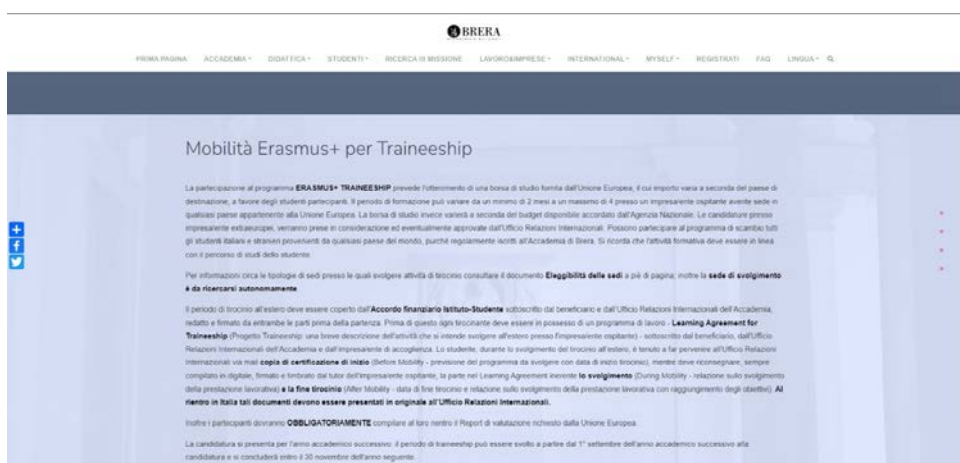 BRERA
PRIMA PAGINA ACCADEMIA DIDATTICA STUDENTI RICERCA III MISSIONE LAVORO&IMPRESE INTERNATIONAL MYSELF REGISTRATI FAQ LINGUA
Mobilità Erasmus+ per Traineeship
La partecipazione al programma ERASMUS+ TRAINEESHIP prevede l'ottenimento di una borsa di studio fornita dall'Unione Europea, il cui importo varia a seconda del paese di
destinazione, a favore degli studenti partecipanti. Il periodo di formazione può variare da un minimo di 2 mesi a un massimo di 4 presso un impresa/ente ospitante avente sede in
qualsiasi paese appartenente alla Unione Europea. La borsa di studio invece varierà a seconda del budget disponibile accordato dall'Agenzia Nazionale. Le candidature presso
impresa/ente extraeuropei, verranno prese in considerazione ed eventualmente approvate dall'Ufficio Relazioni Internazionali. Possono partecipare al programma di scambio tutti
gli studenti italiani e stranieri provenienti da qualsiasi paese del mondo, purché regolarmente iscritti all'Accademia di Brera. Si ricorda che l'attività formativa deve essere in linea
con il percorso di studi dello studente.
Per informazioni circa le tipologie di sedi presso le quali svolgere attività di tirocinio consultare il documento Eleggibilità delle sedi a piè di pagina; inoltre la sede di svolgimento
è da ricercarsi autonomamente.
Il periodo di tirocinio all'estero deve essere coperto dall'Accordo finanziario Istituto-Studente sottoscritto dal beneficiario e dall'Ufficio Relazioni Internazionali dell'Accademia,
redatto e firmato da entrambe le parti prima della partenza. Prima di questo ogni tirocinante deve essere in possesso di un programma di lavoro - Learning Agreement for
Traineeship (Progetto Traineeship: una breve descrizione dell'attività che si intende svolgere all'estero presso l'impresa/ente ospitante) - sottoscritto dal beneficiario, dall'Ufficio
Relazioni Internazionali dell'Accademia e dall'impresa/ente di accoglienza. Lo studente, durante lo svolgimento del tirocinio all'estero, è tenuto a far pervenire all'Ufficio Relazioni
Internazionali via mail copia di certificazione di inizio (Before Mobility - previsione del programma da svolgere con data di inizio tirocinio), mentre deve riconsegnare, sempre
compilato in digitale, firmato e timbrato dal tutor dell'impresa/ente ospitante, la parte nel Learning Agreement inerente lo svolgimento (During Mobility - relazione sullo svolgimento
della prestazione lavorativa) e la fine tirocinio (After Mobility - data di fine tirocinio e relazione sullo svolgimento della prestazione lavorativa con raggiungimento degli obiettivi). Al
rientro in Italia tali documenti devono essere presentati in originale all'Ufficio Relazioni Internazionali.
Inoltre i partecipanti dovranno OBBLIGATORIAMENTE compilare al loro rientro il Report di valutazione richiesto dalla Unione Europea.
La candidatura si presenta per l'anno accademico successivo: il periodo di traineeship può essere svolto a partire dal 1° settembre dell'anno accademico successivo alla
candidatura e si concluderà entro il 30 novembre dell'anno seguente.